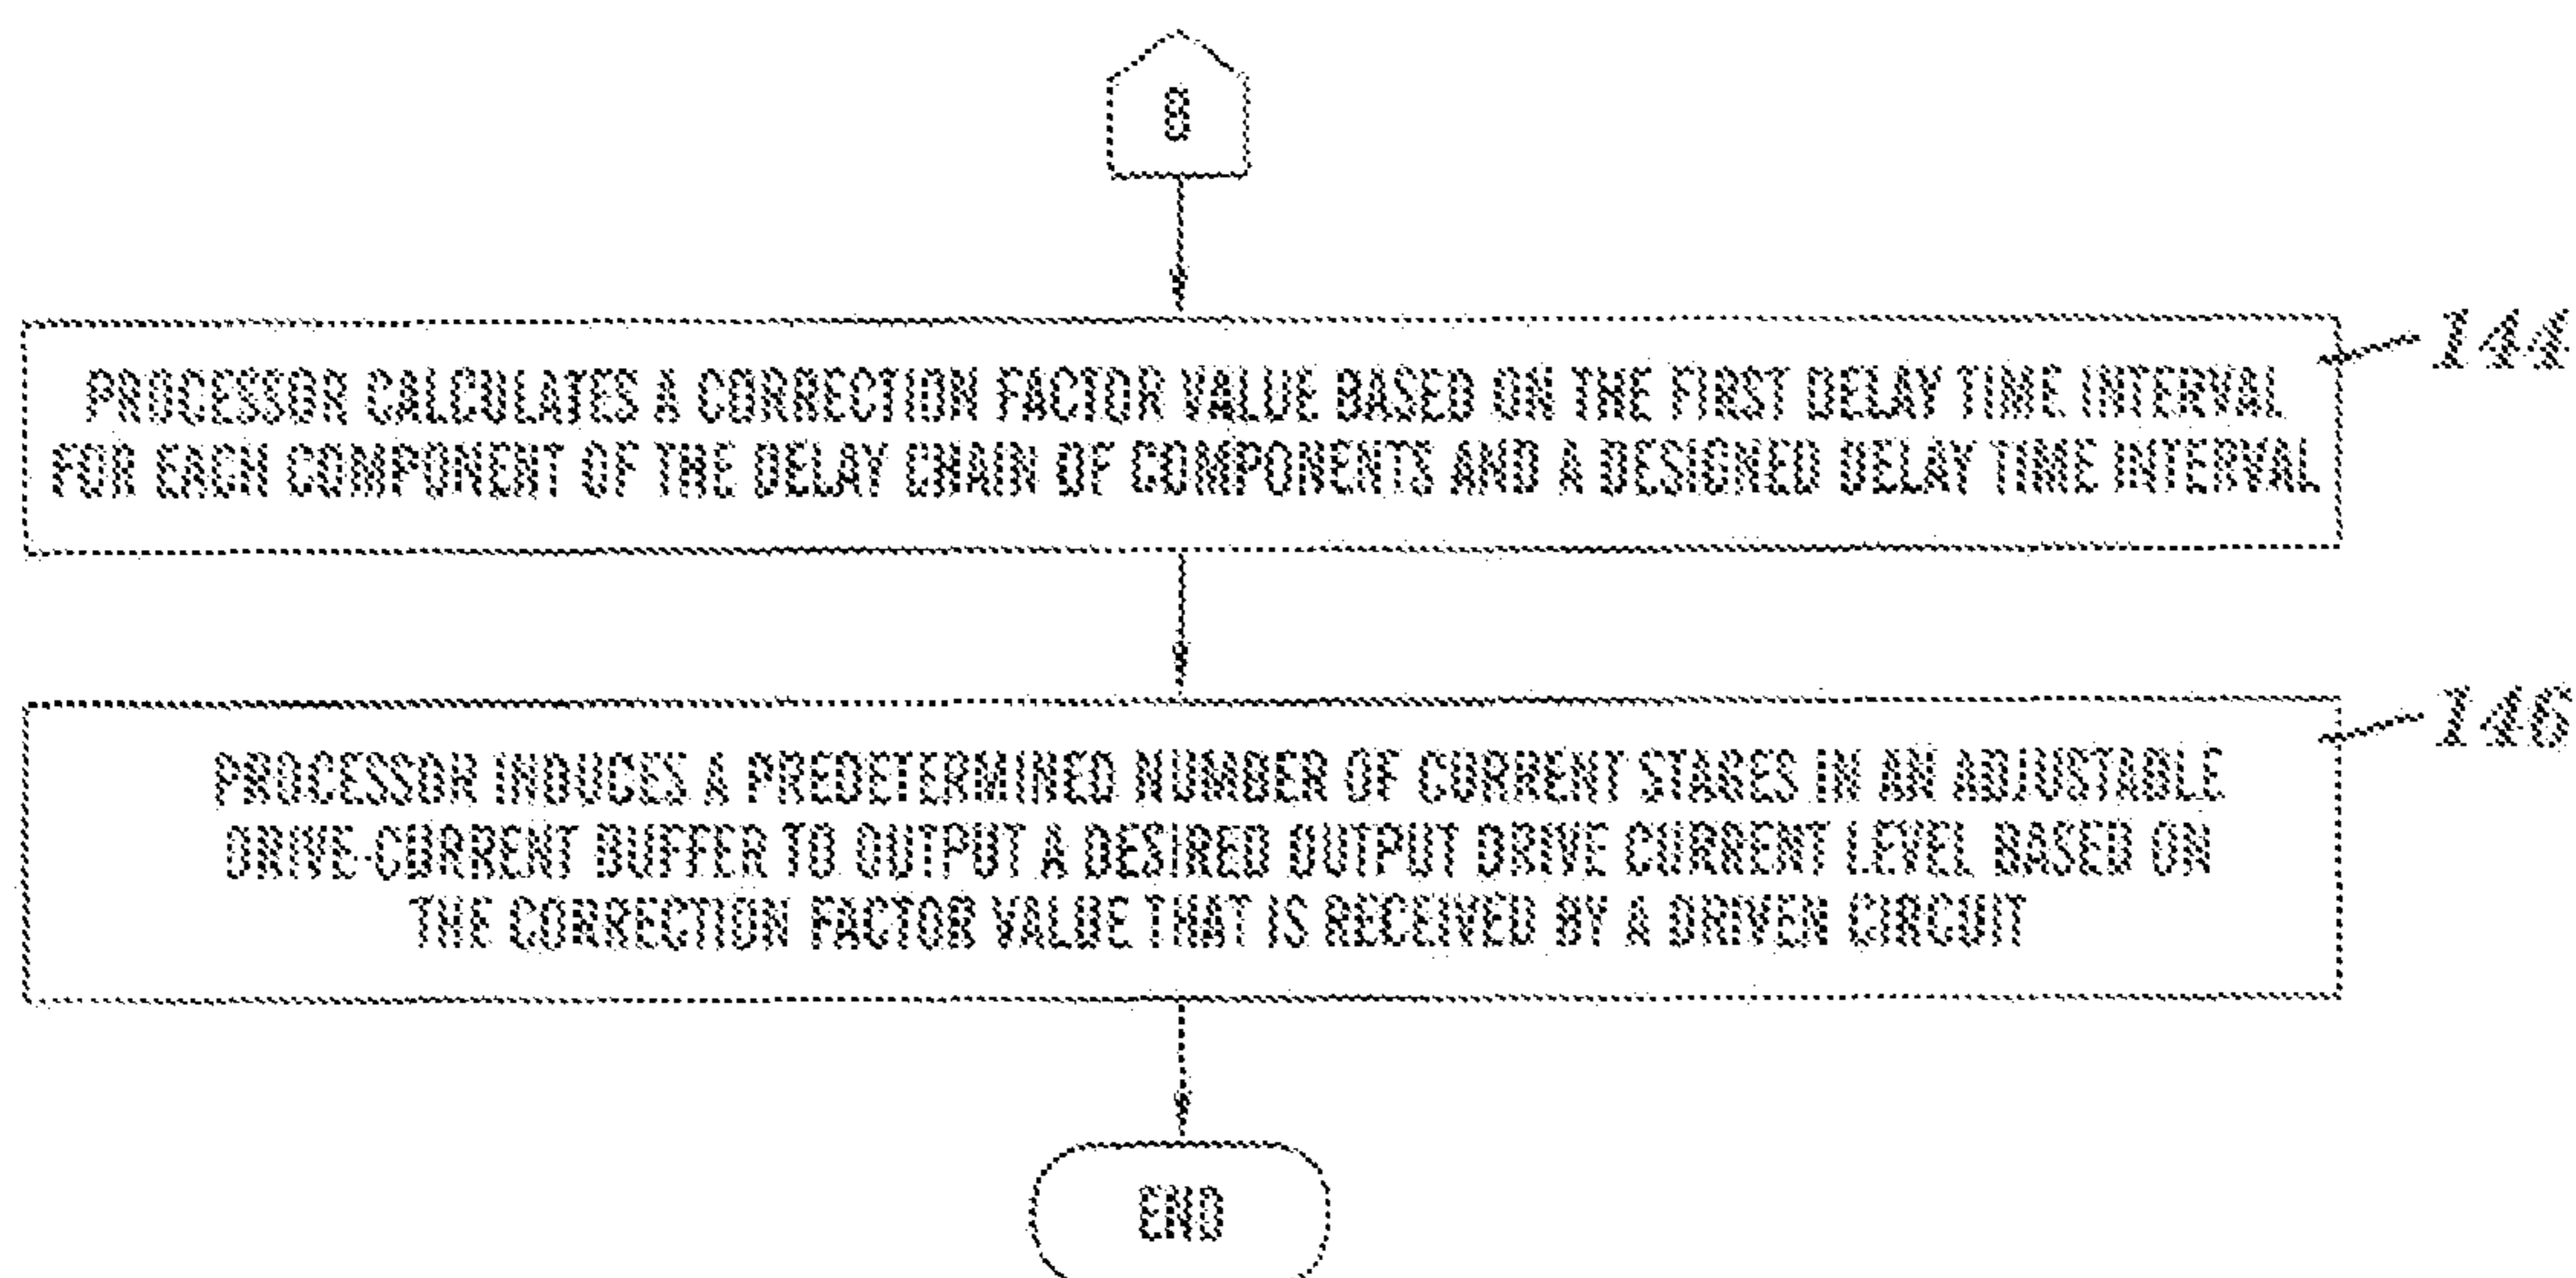 B
144
PROCESSOR CALCULATES A CORRECTION FACTOR VALUE BASED ON THE FIRST DELAY TIME INTERVAL
FOR EACH COMPONENT OF THE DELAY CHAIN OF COMPONENTS AND A DESIGNED DELAY TIME INTERVAL
146
PROCESSOR INDUCES A PREDETERMINED NUMBER OF CURRENT STAGES IN AN ADJUSTABLE
DRIVE-CURRENT BUFFER TO OUTPUT A DESIRED OUTPUT DRIVE CURRENT LEVEL BASED ON
THE CORRECTION FACTOR VALUE THAT IS RECEIVED BY A DRIVEN CIRCUIT
END